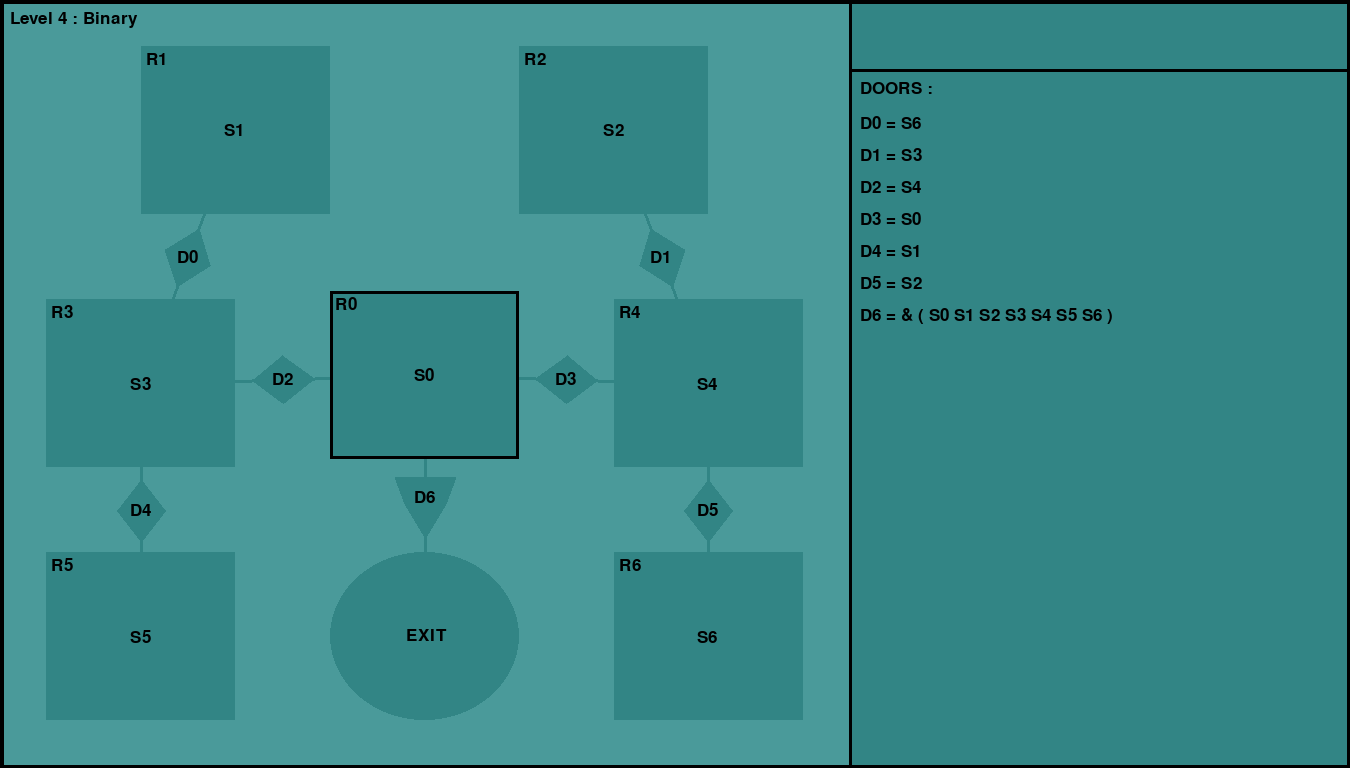 Level 4 : Binary
R1
S1
R2
S2
D0
D1
R3
S3
D2
R0
S0
D3
R4
S4
D4
D6
D5
R5
S5
EXIT
R6
S6
DOORS :
D0 = S6
D1 = S3
D2 = S4
D3 = S0
D4 = S1
D5 = S2
D6 = & ( S0 S1 S2 S3 S4 S5 S6 )